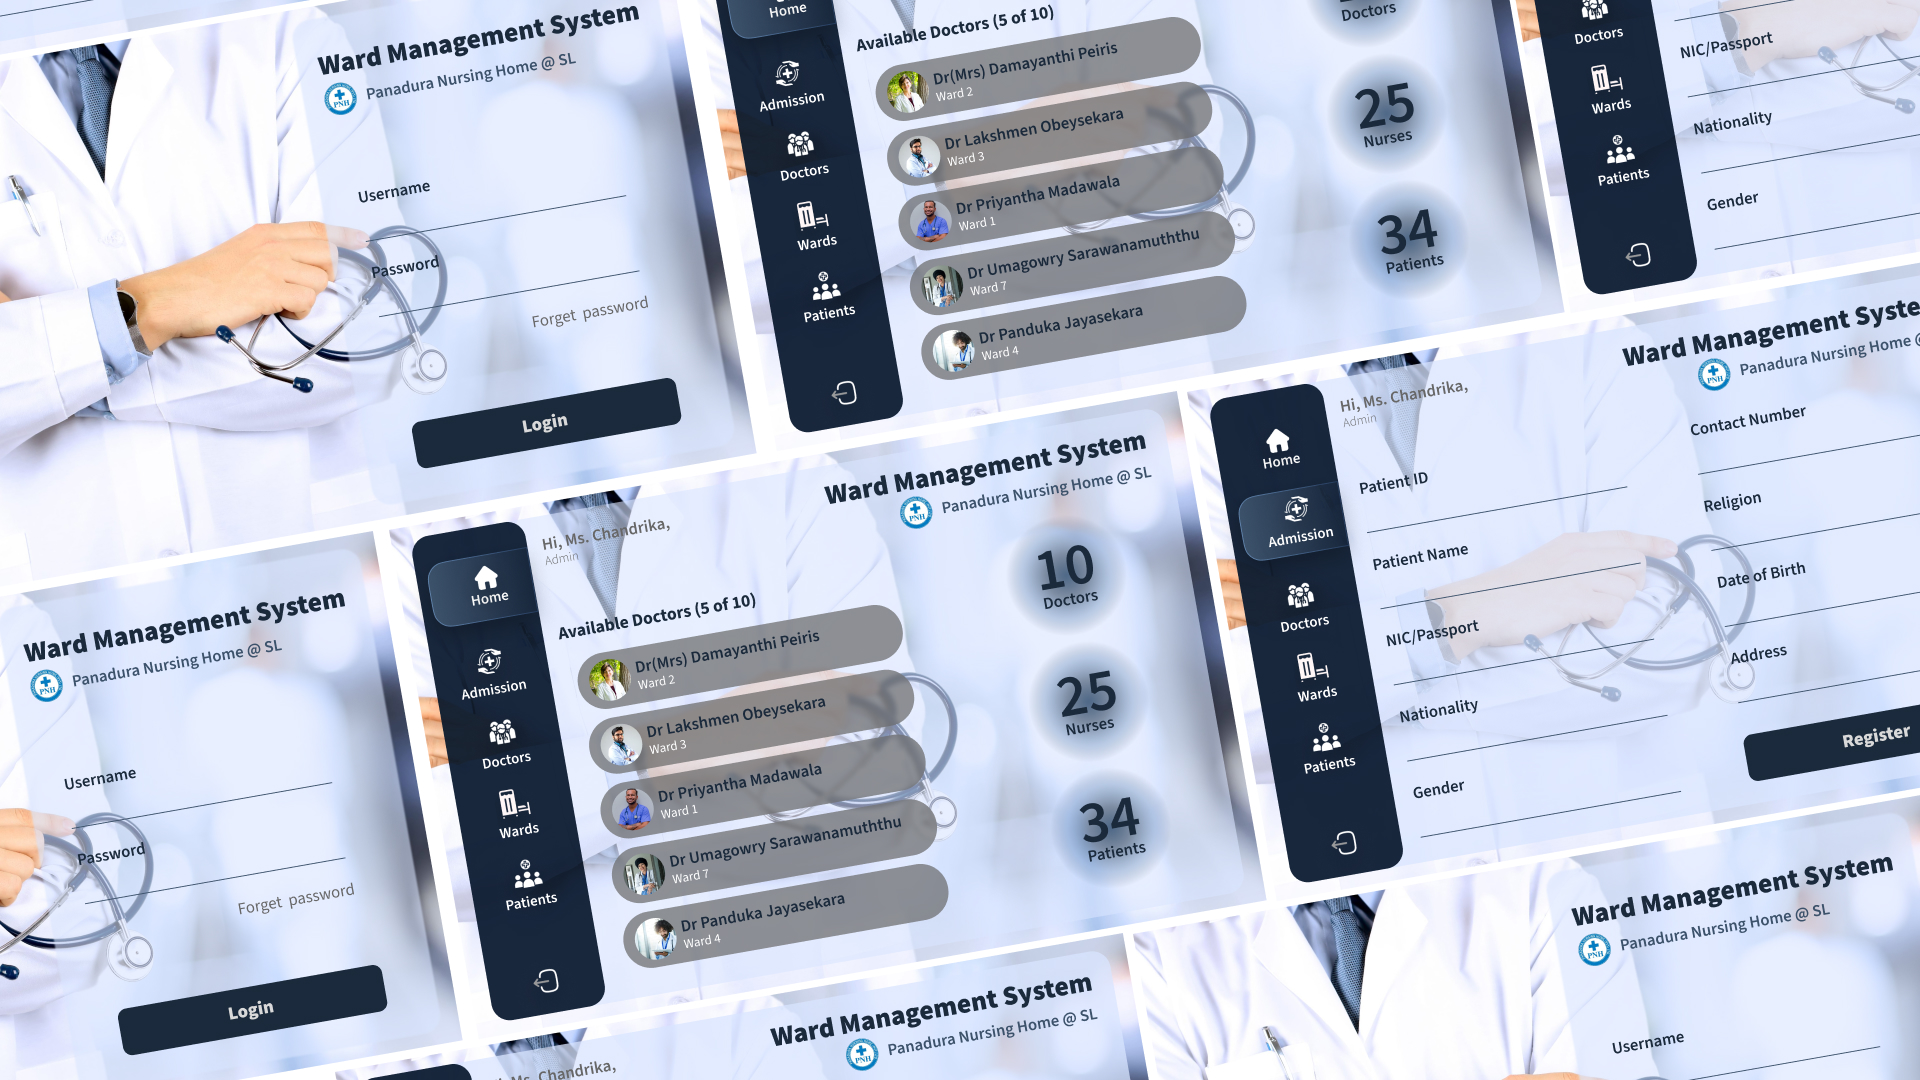 Ward Management System
PNH
Panadura Nursing Home @ SL
Username
Password
Forget password
Login
Home
Admission
Doctors
Wards
Patients
Available Doctors (5 of 10)
Dr(Mrs) Damayanthi Peiris
Ward 2
Dr Lakshmen Obeysekara
Ward 3
Dr Priyantha Madawala
Ward 1
Dr Umagowry Sarawanamuththu
Ward 7
Dr Panduka Jayasekara
Ward 4
Doctors
25
Nurses
34
Patients
Doctors
Wards
Patients
NIC/Passport
Nationality
Gender
Ward Management System
PNH
Panadura Nursing Home @ SL
Username
Password
Forget password
Login
Home
Admission
Doctors
Wards
Patients
Hi, Ms. Chandrika,
Admin
Ward Management System
PNH
Panadura Nursing Home @ SL
Available Doctors (5 of 10)
Dr(Mrs) Damayanthi Peiris
Ward 2
Dr Lakshmen Obeysekara
Ward 3
Dr Priyantha Madawala
Ward 1
Dr Umagowry Sarawanamuththu
Ward 7
Dr Panduka Jayasekara
Ward 4
10
Doctors
25
Nurses
34
Patients
Home
Admission
Doctors
Wards
Patients
Hi, Ms. Chandrika,
Admin
Ward Management Syste
PNH
Panadura Nursing Home @
Patient ID
Patient Name
NIC/Passport
Nationality
Gender
Contact Number
Religion
Date of Birth
Address
Register
Ms. Chandrika,
Ward Management System
PNH
Panadura Nursing Home @ SL
Ward Management System
PNH
Panadura Nursing Home @ SL
Username